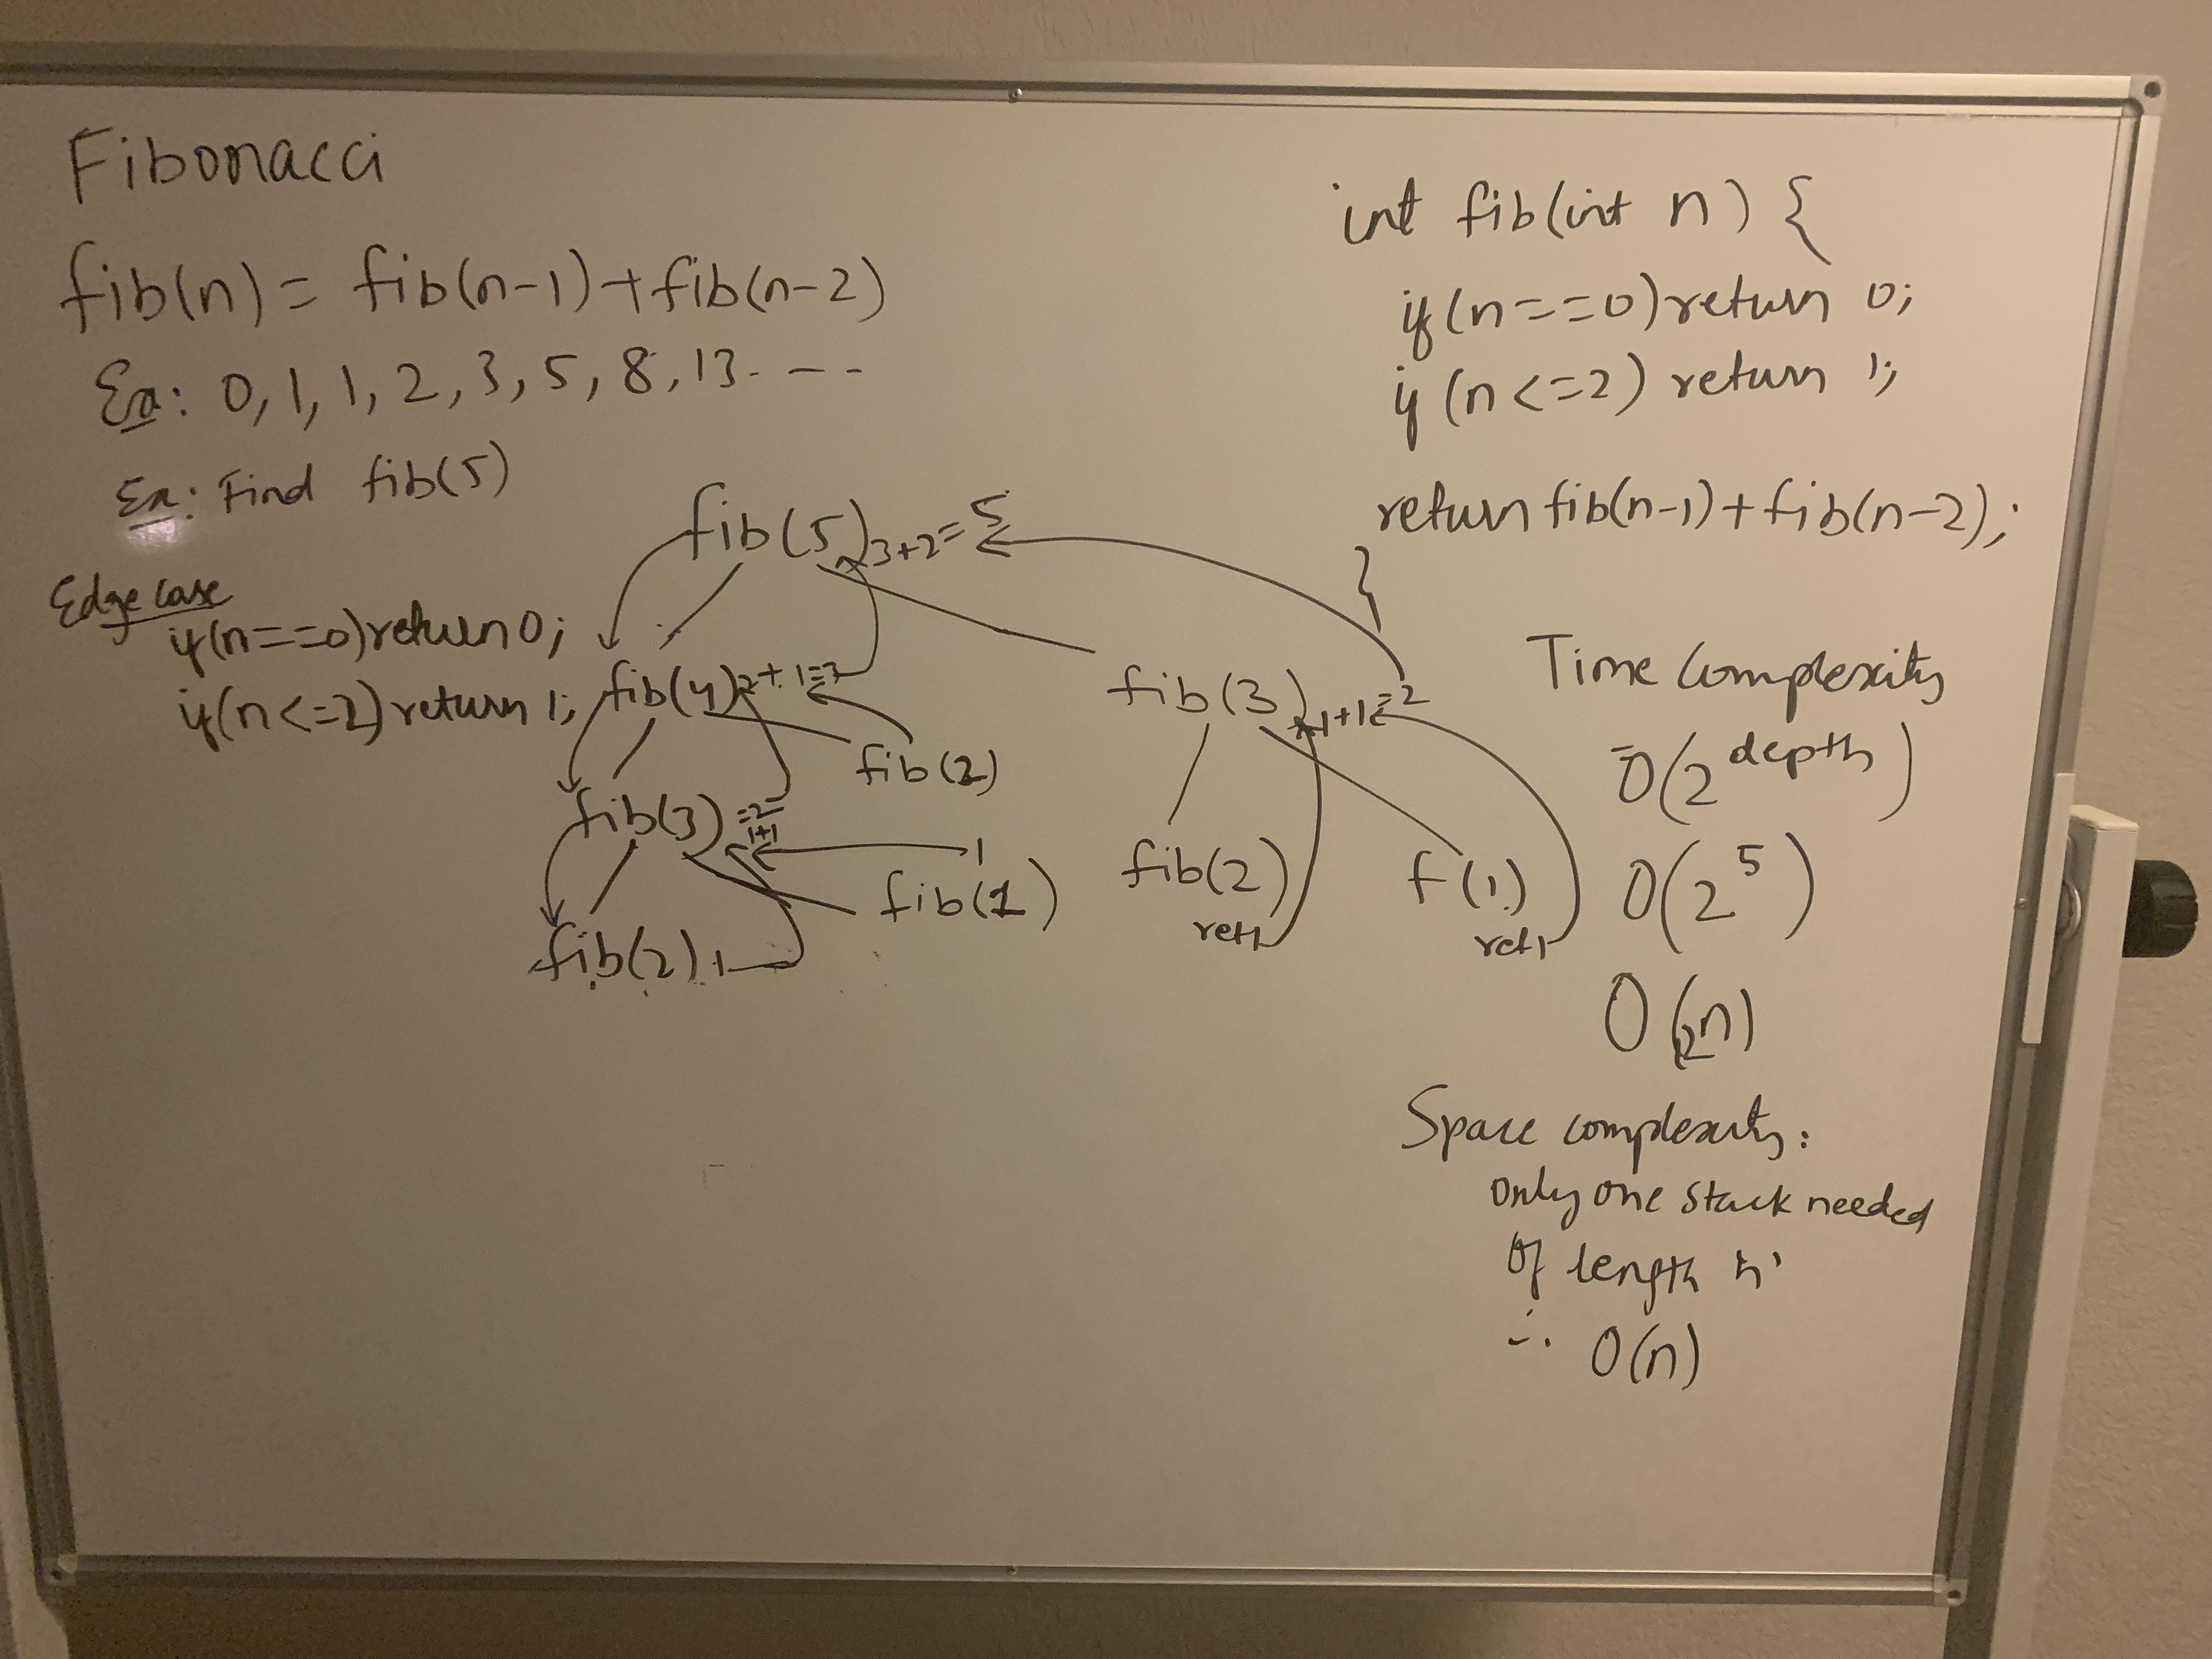 Fibonacci
fib(n) = fib(n-1) + fib(n-2)
Ex: 0, 1, 1, 2, 3, 5, 8, 13- - - -
Ex: Find fib(5)
Edge case
if(n==0)return 0;
if(n<=2)return 1;
fib(5) 3+2=5
fib(4) 2+1=3
fib(3) 1+1=2
fib(2)
fib(3) =2=
1+1
1
fib(2)
ret1
f(1)
ret1
fib(1)
fib(2) 1
int fib(int n) {
if(n==0)return 0;
if (n<=2) return 1;
return fib(n-1)+fib(n-2);
}
Time Complexity
O(2^depth)
O(2^5)
O(2n)
Space complexity:
only one stack needed
of length 'n'
∴ O(n)